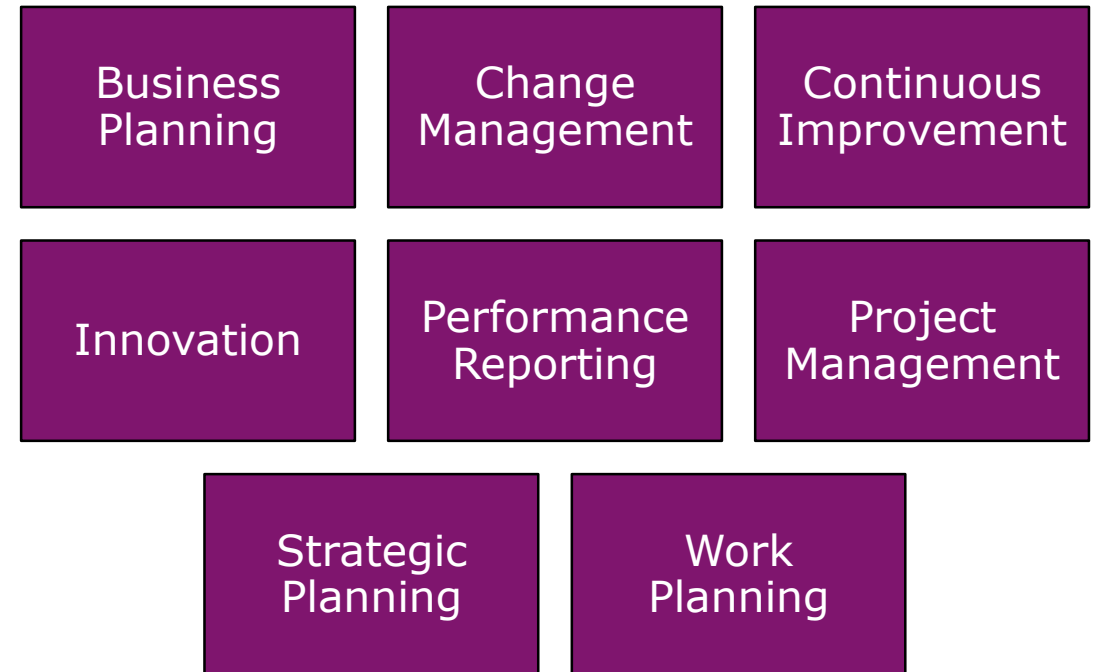 Business
Planning
Change
Management
Continuous
Improvement
Innovation
Performance
Reporting
Project
Management
Strategic
Planning
Work
Planning